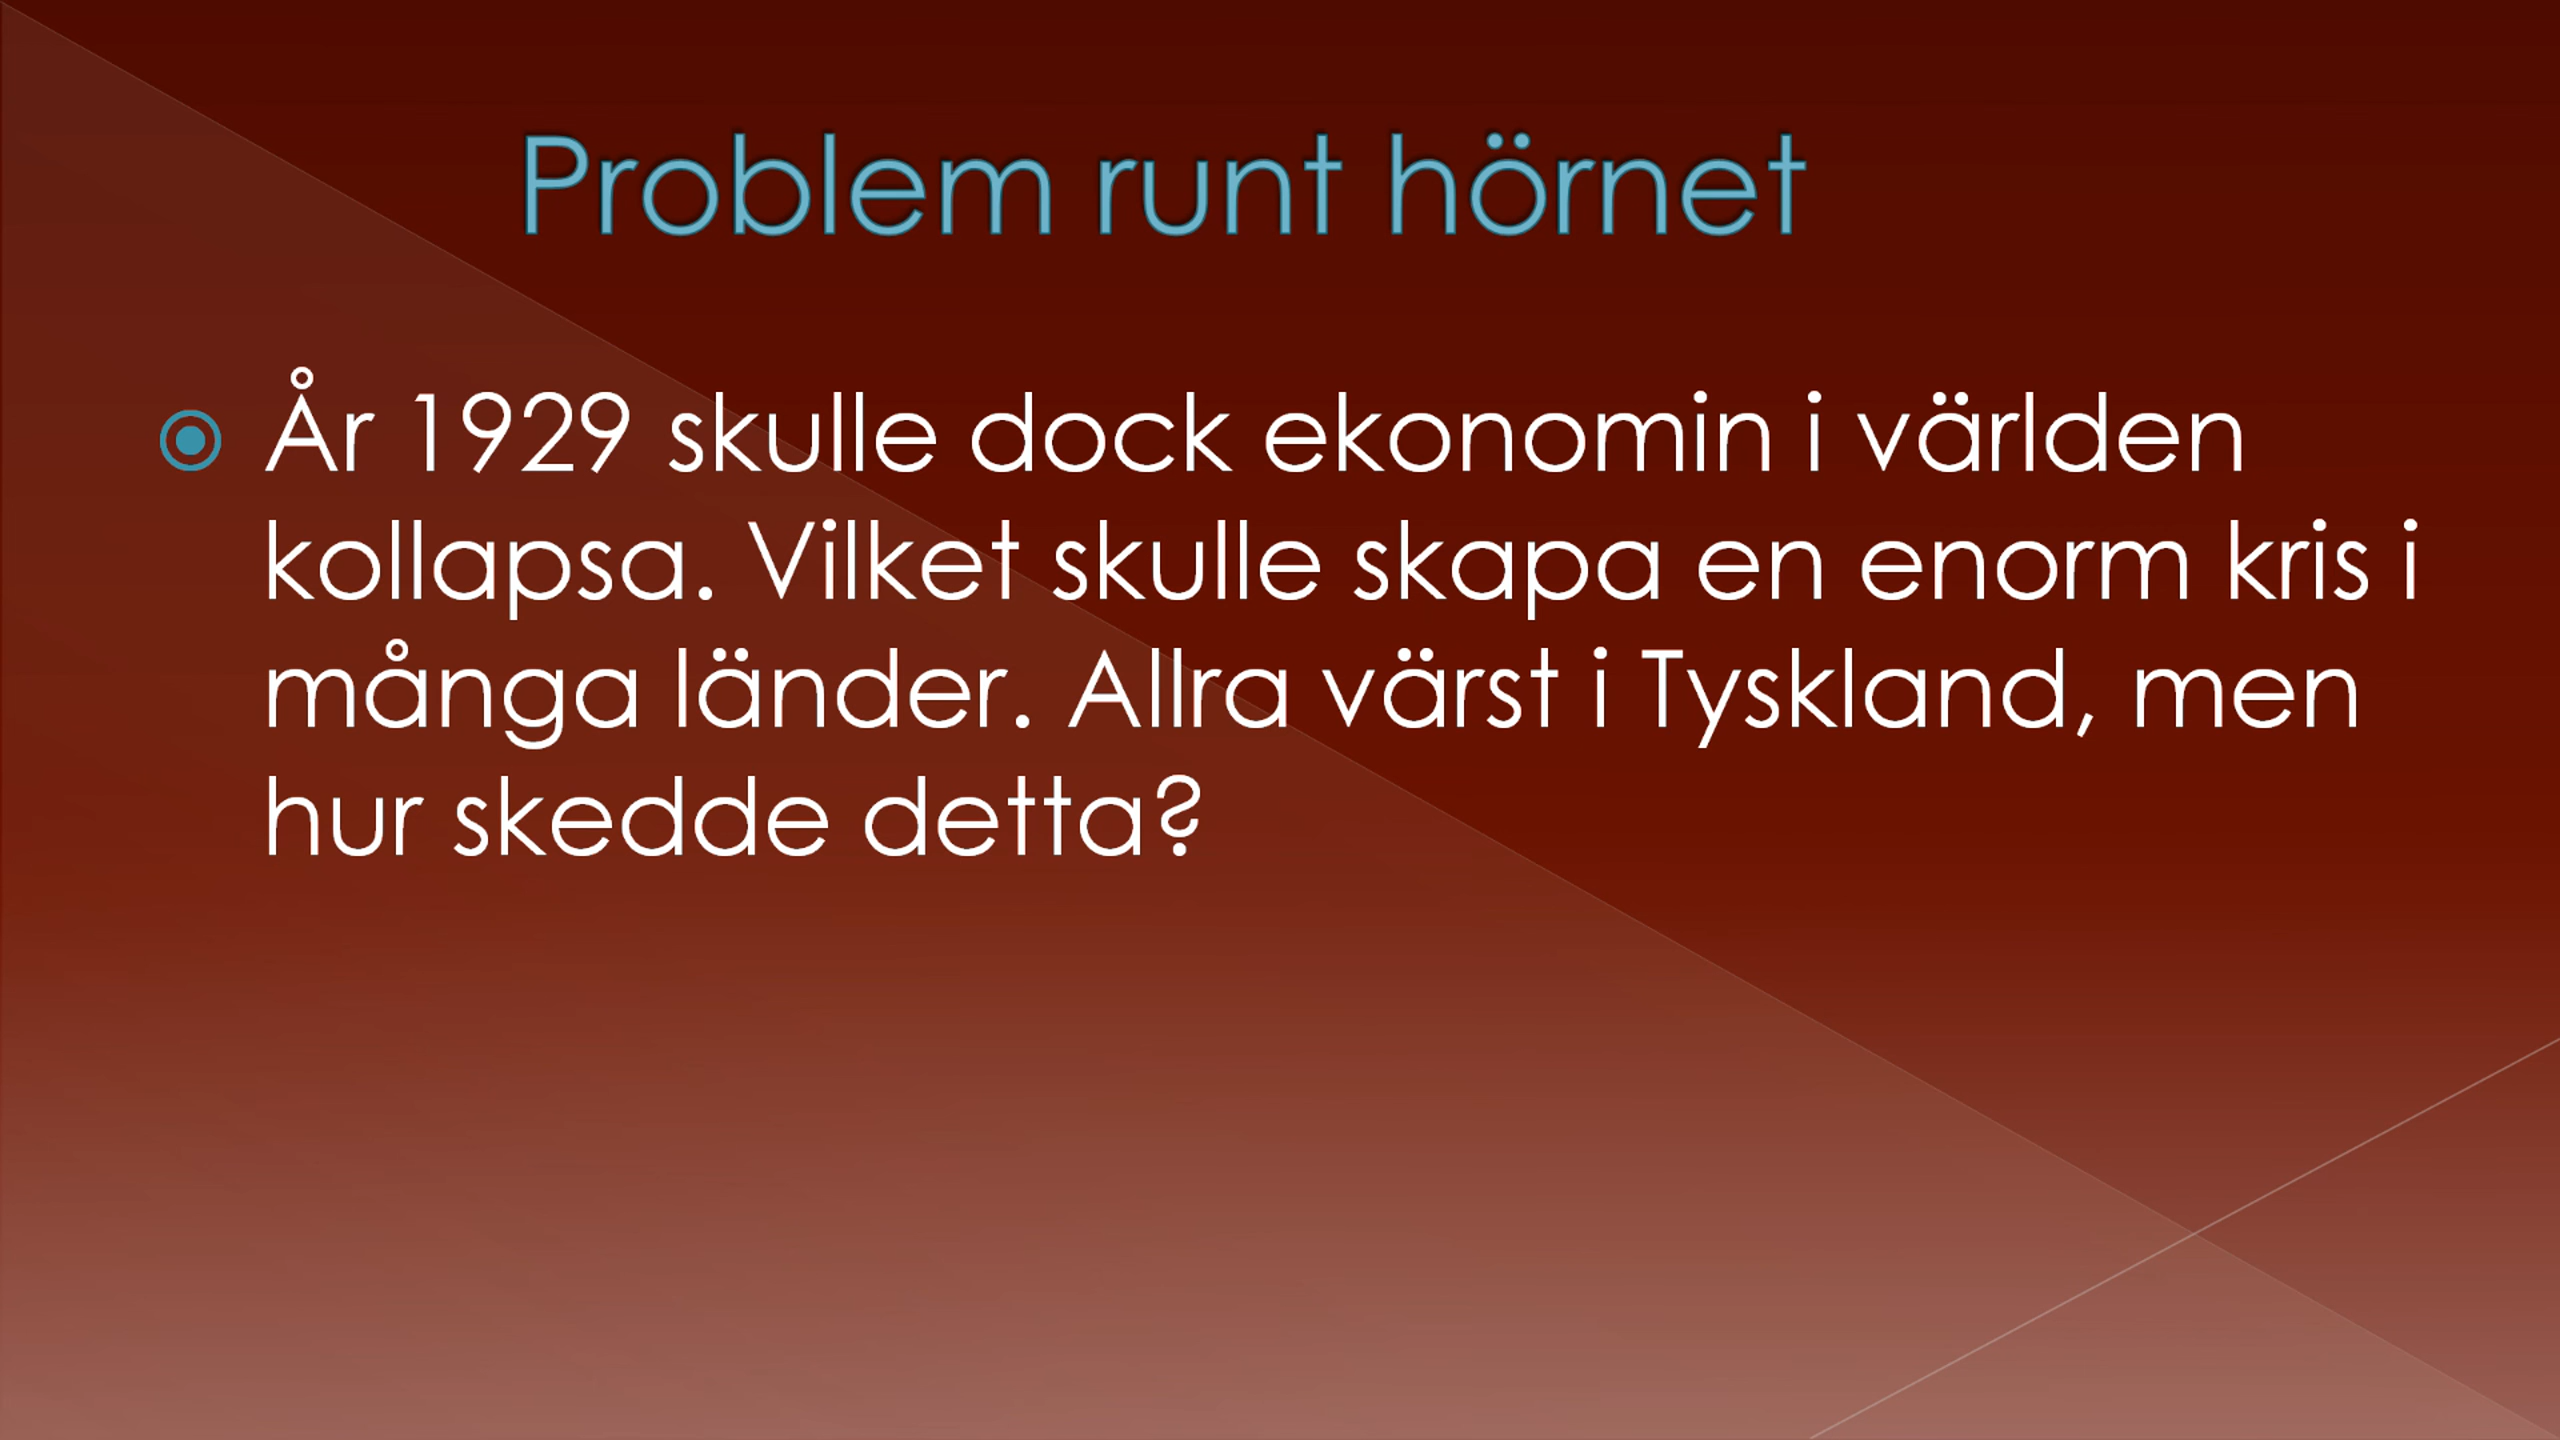 Problem runt hörnet
År 1929 skulle dock ekonomin i världen
kollapsa. Vilket skulle skapa en enorm kris i
många länder. Allra värst i Tyskland, men
hur skedde detta?